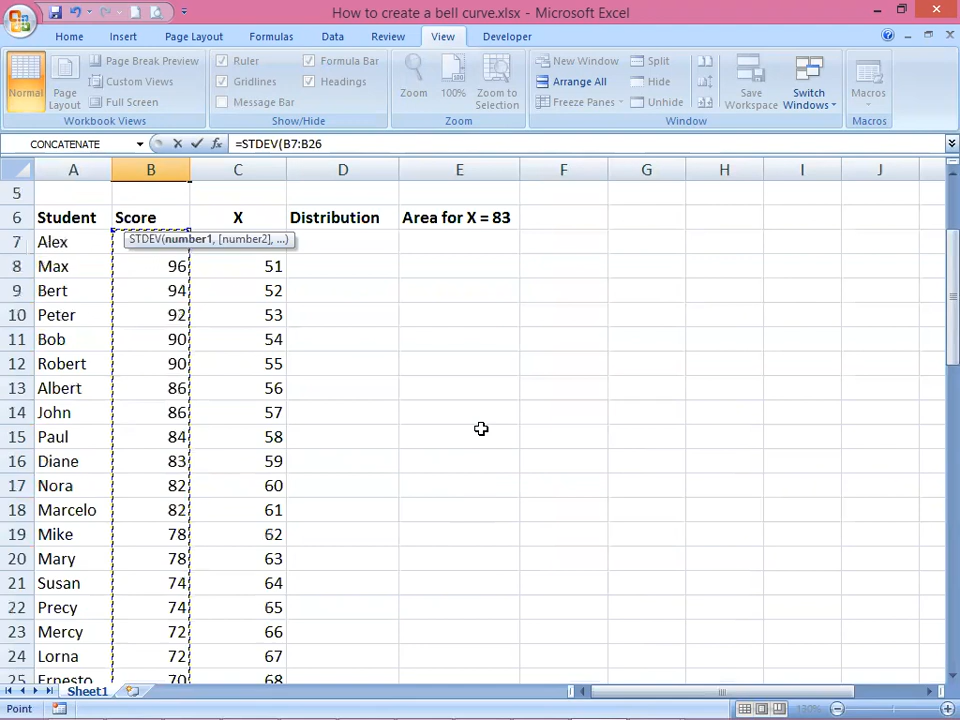 How to create a bell curve.xlsx - Microsoft Excel
Home Insert Page Layout Formulas Data Review View Developer
Normal Page Layout Page Break Preview Custom Views Full Screen
Workbook Views
Ruler Formula Bar
Gridlines Headings
Message Bar
Show/Hide
Zoom 100% Zoom to Selection
Zoom
New Window Split
Arrange All Hide
Freeze Panes Unhide
Save Workspace Switch Windows
Window
Macros
Macros
CONCATENATE =STDEV(B7:B26
A B C D E F G H I J
5
6 Student Score X Distribution Area for X = 83
STDEV(number1, [number2], ...)
7 Alex
8 Max 96 51
9 Bert 94 52
10 Peter 92 53
11 Bob 90 54
12 Robert 90 55
13 Albert 86 56
14 John 86 57
15 Paul 84 58
16 Diane 83 59
17 Nora 82 60
18 Marcelo 82 61
19 Mike 78 62
20 Mary 78 63
21 Susan 74 64
22 Precy 74 65
23 Mercy 72 66
24 Lorna 72 67
25 Ernesto 70 68
Sheet1
Point 130%